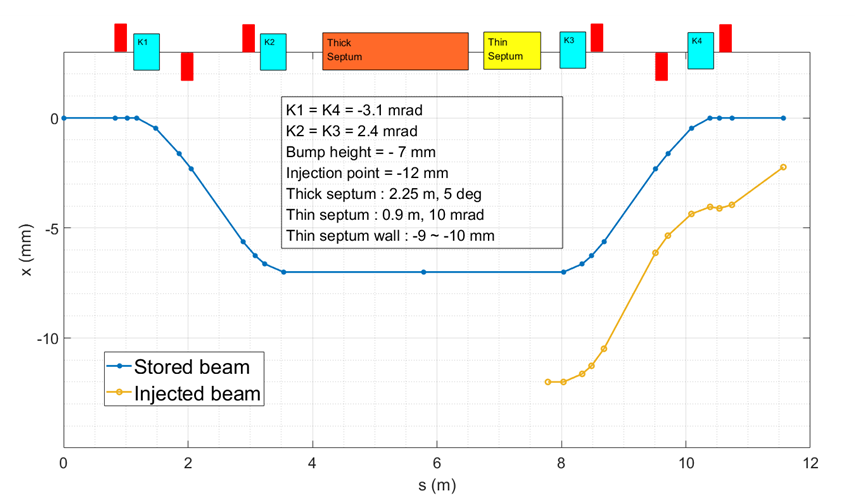 K1
K2
Thick
Septum
Thin
Septum
K3
K4
K1 = K4 = -3.1 mrad
K2 = K3 = 2.4 mrad
Bump height = - 7 mm
Injection point = -12 mm
Thick septum : 2.25 m, 5 deg
Thin septum : 0.9 m, 10 mrad
Thin septum wall : -9 ~ -10 mm
0
-5
-10
x (mm)
Stored beam
Injected beam
0 2 4 6 8 10 12
s (m)